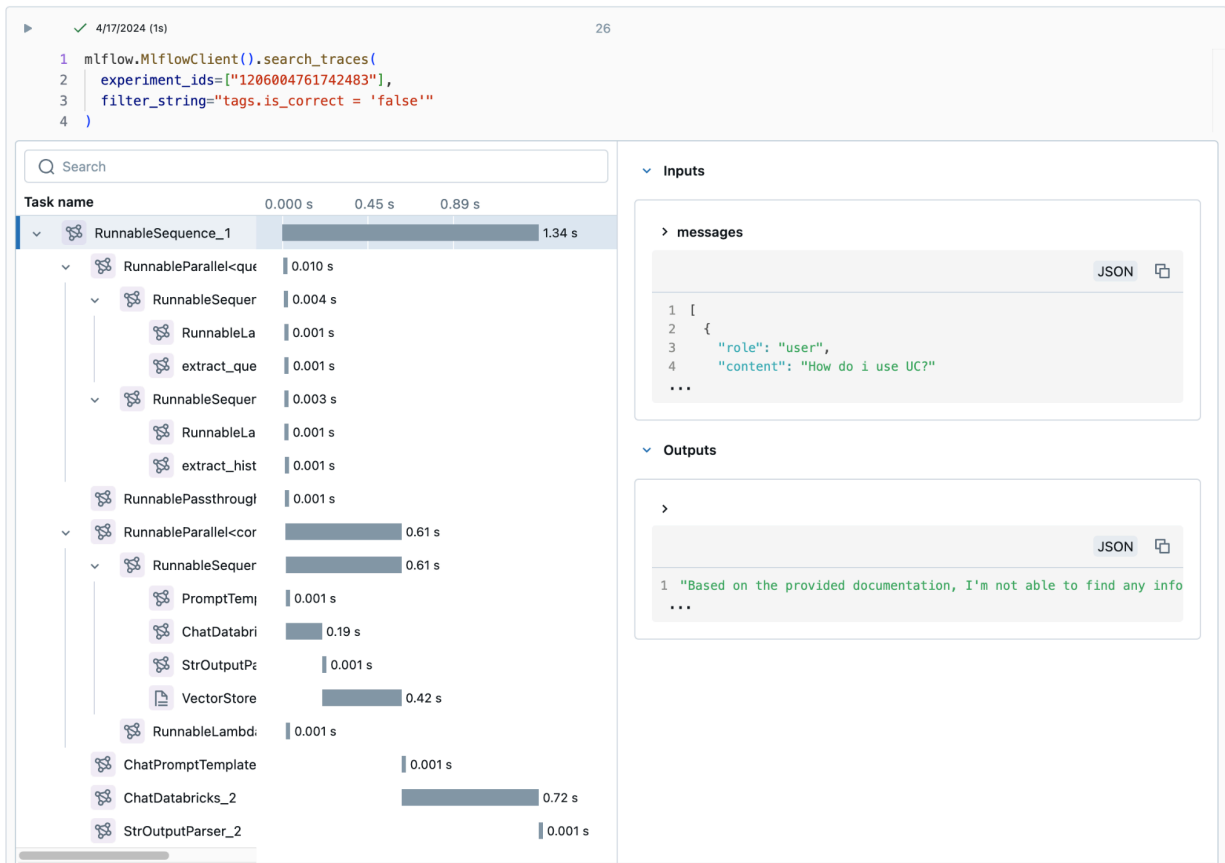 4/17/2024 (1s)
26
1 mlflow.MlflowClient().search_traces(
2 experiment_ids=["1206004761742483"],
3 filter_string="tags.is_correct = 'false'"
4 )
Search
Task name 0.000 s 0.45 s 0.89 s
RunnableSequence_1 1.34 s
RunnableParallel<que 0.010 s
RunnableSequer 0.004 s
RunnableLa 0.001 s
extract_que 0.001 s
RunnableSequer 0.003 s
RunnableLa 0.001 s
extract_hist 0.001 s
RunnablePassthrough 0.001 s
RunnableParallel<cor 0.61 s
RunnableSequer 0.61 s
PromptTemp 0.001 s
ChatDatabri 0.19 s
StrOutputPa 0.001 s
VectorStore 0.42 s
RunnableLambda 0.001 s
ChatPromptTemplate 0.001 s
ChatDatabricks_2 0.72 s
StrOutputParser_2 0.001 s
Inputs
messages
JSON
1 [
2 {
3 "role": "user",
4 "content": "How do i use UC?"
...
Outputs
JSON
1 "Based on the provided documentation, I'm not able to find any info
...